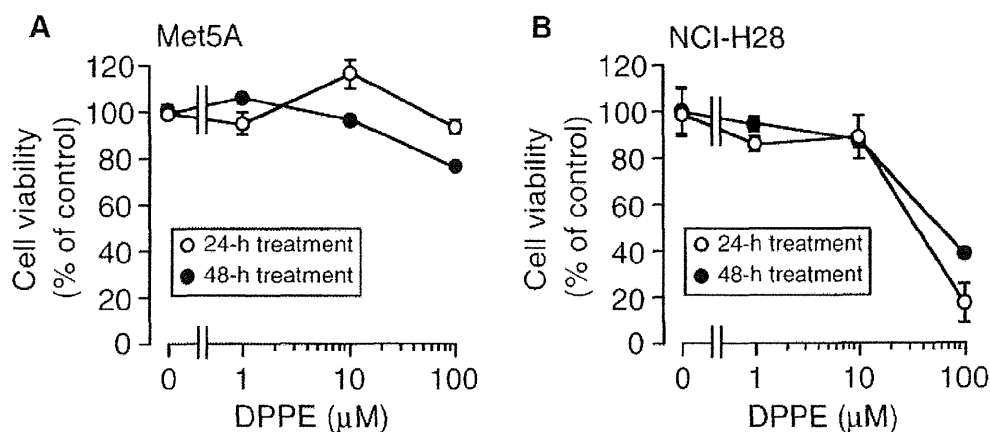 A
Met5A
Cell viability
(% of control)
120
100
80
60
40
20
0
24-h treatment
48-h treatment
0
1
10
100
DPPE (μM)
B
NCI-H28
Cell viability
(% of control)
120
100
80
60
40
20
0
24-h treatment
48-h treatment
0
1
10
100
DPPE (μM)